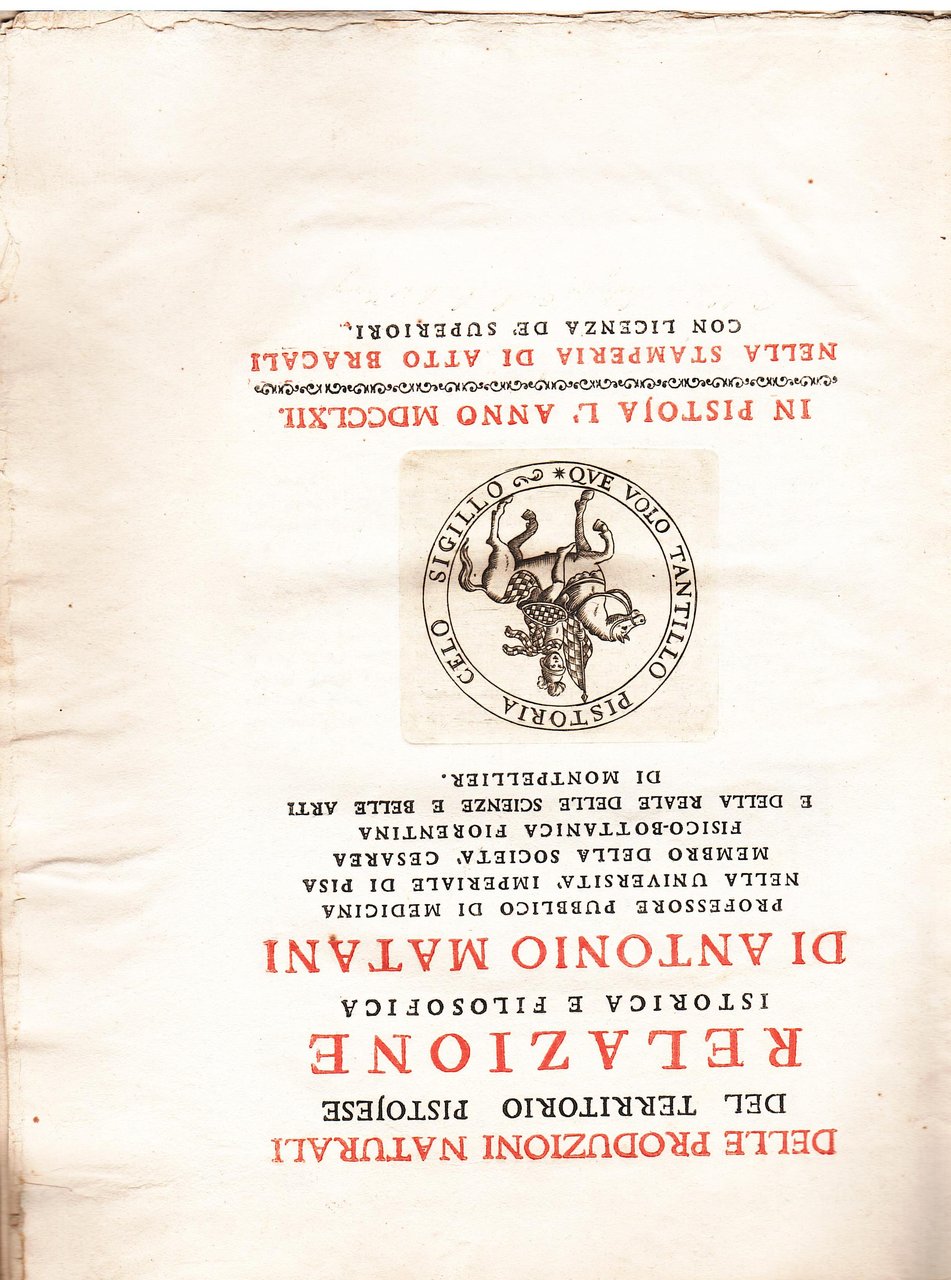 DELLE PRODUZIONI NATURALI
DEL TERRITORIO PISTOJESE
RELAZIONE
ISTORICA E FILOSOFICA
DI ANTONIO MATANI
PROFESSORE PUBBLICO DI MEDICINA
NELLA UNIVERSITA' IMPERIALE DI PISA
MEMBRO DELLA SOCIETA' CESAREA
FISICO-BOTTANICA FIORENTINA
E DELLA REALE DELLE SCIENZE E BELLE ARTI
DI MONTPELLIER.
*QVE VOLO TANTILLO PISTORIA CELO SIGILLO
IN PISTOJA L' ANNO MDCCLXII.
NELLA STAMPERIA DI ATTO BRACALI
CON LICENZA DE' SUPERIORI.